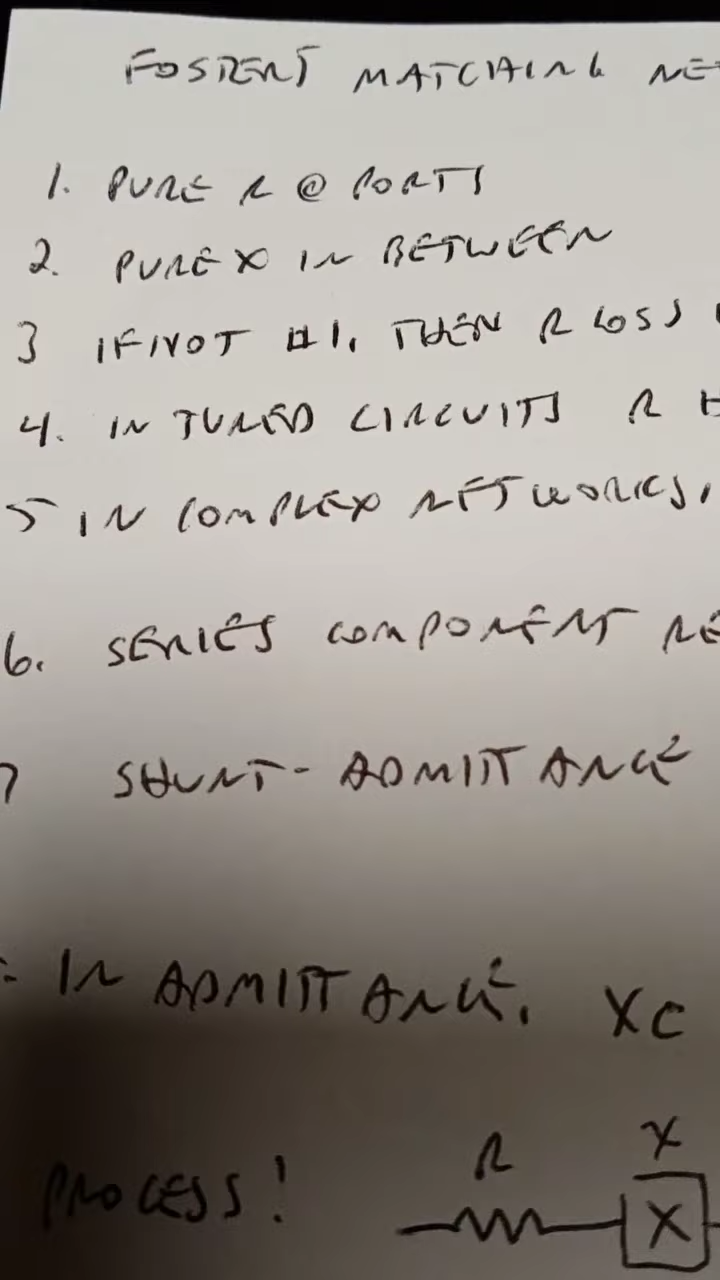 MATCHING NE
1. PURE R @ PORTS
2. PURE X IN BETWEEN
3 IF NOT #1. THEN R LOSS
4. IN TUNED CIRCUITS R
5 IN COMPLEX NETWORKS,
6. SERIES COMPONENT RE
7 SHUNT - ADMITTANCE
IN ADMITTANCE. XC
R X
PROCESS! X